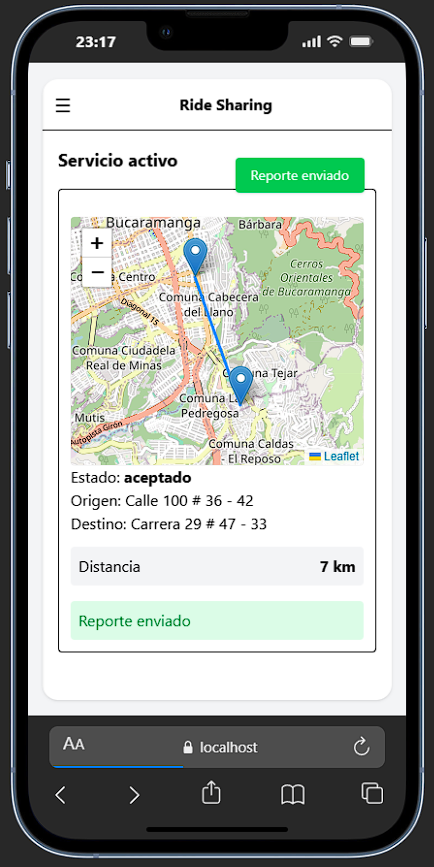 23:17
☰ Ride Sharing
Servicio activo
Reporte enviado
Bucaramanga
Bárbara
+
−
Centro
Cerros
Orientales
de Bucaramanga
Diagonal 15
Comuna Cabecera
del Llano
Comuna Ciudadela
Real de Minas
Comuna Tejar
Comuna La
Pedregosa
Mutis
Autopista Girón
Comuna Caldas
- El Reposo
Leaflet
Estado: aceptado
Origen: Calle 100 # 36 - 42
Destino: Carrera 29 # 47 - 33
Distancia 7 km
Reporte enviado
AA localhost